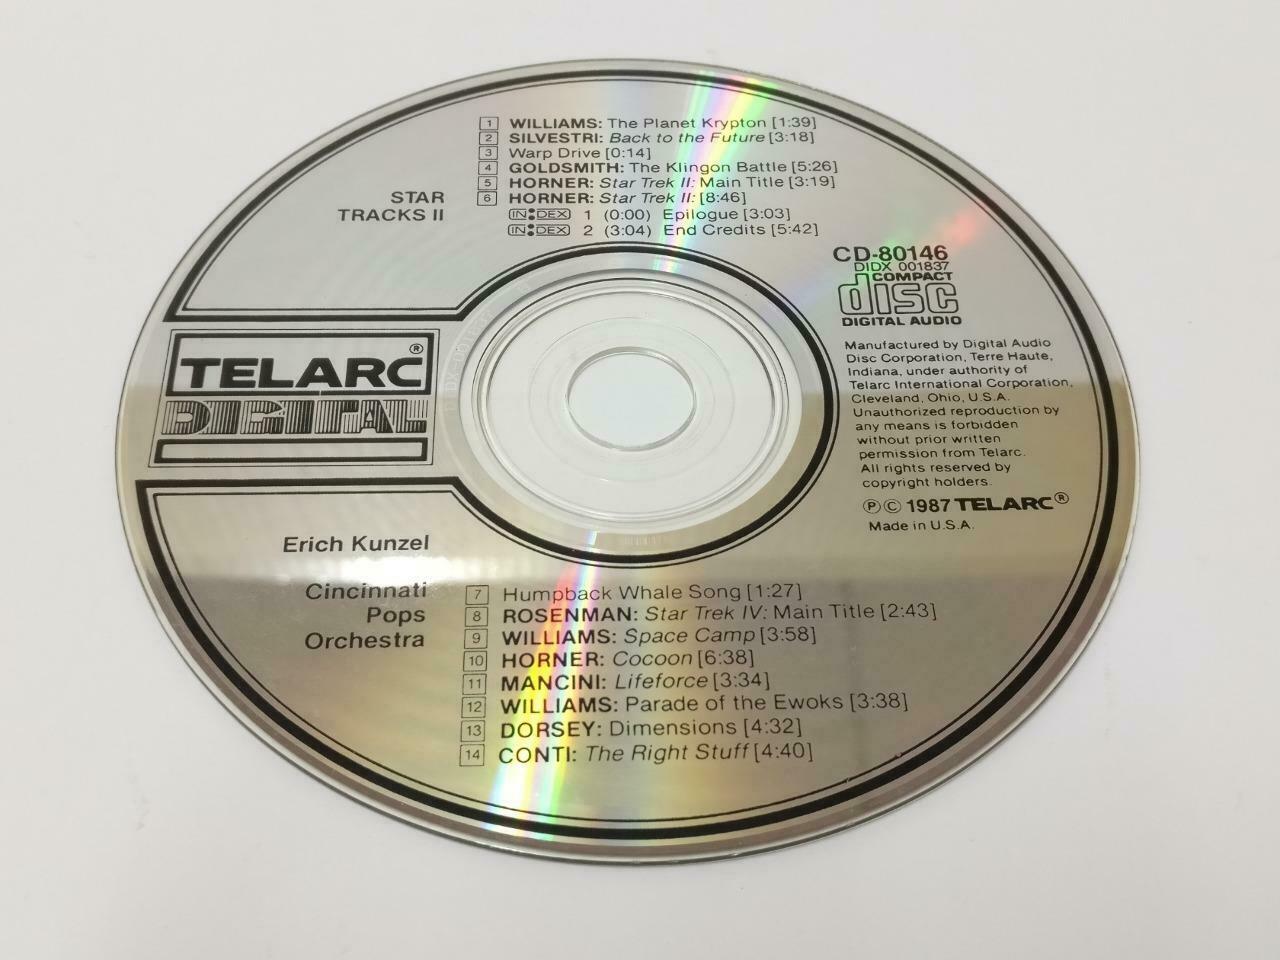 1 WILLIAMS: The Planet Krypton [1:39]
2 SILVESTRI: Back to the Future [3:18]
3 Warp Drive [0:14]
4 GOLDSMITH: The Klingon Battle [5:26]
5 HORNER: Star Trek II: Main Title [3:19]
6 HORNER: Star Trek II: [8:46]
INDEX 1 (0:00) Epilogue [3:03]
INDEX 2 (3:04) End Credits [5:42]
STAR
TRACKS II
CD-80146
DIDX 001837
COMPACT
disc
DIGITAL AUDIO
TELARC®
DIGITAL
Manufactured by Digital Audio
Disc Corporation, Terre Haute,
Indiana, under authority of
Telarc International Corporation,
Cleveland, Ohio, U.S.A.
Unauthorized reproduction by
any means is forbidden
without prior written
permission from Telarc.
All rights reserved by
copyright holders.
℗© 1987 TELARC®
Made in U.S.A.
Erich Kunzel
Cincinnati
Pops
Orchestra
7 Humpback Whale Song [1:27]
8 ROSENMAN: Star Trek IV: Main Title [2:43]
9 WILLIAMS: Space Camp [3:58]
10 HORNER: Cocoon [6:38]
11 MANCINI: Lifeforce [3:34]
12 WILLIAMS: Parade of the Ewoks [3:38]
13 DORSEY: Dimensions [4:32]
14 CONTI: The Right Stuff [4:40]